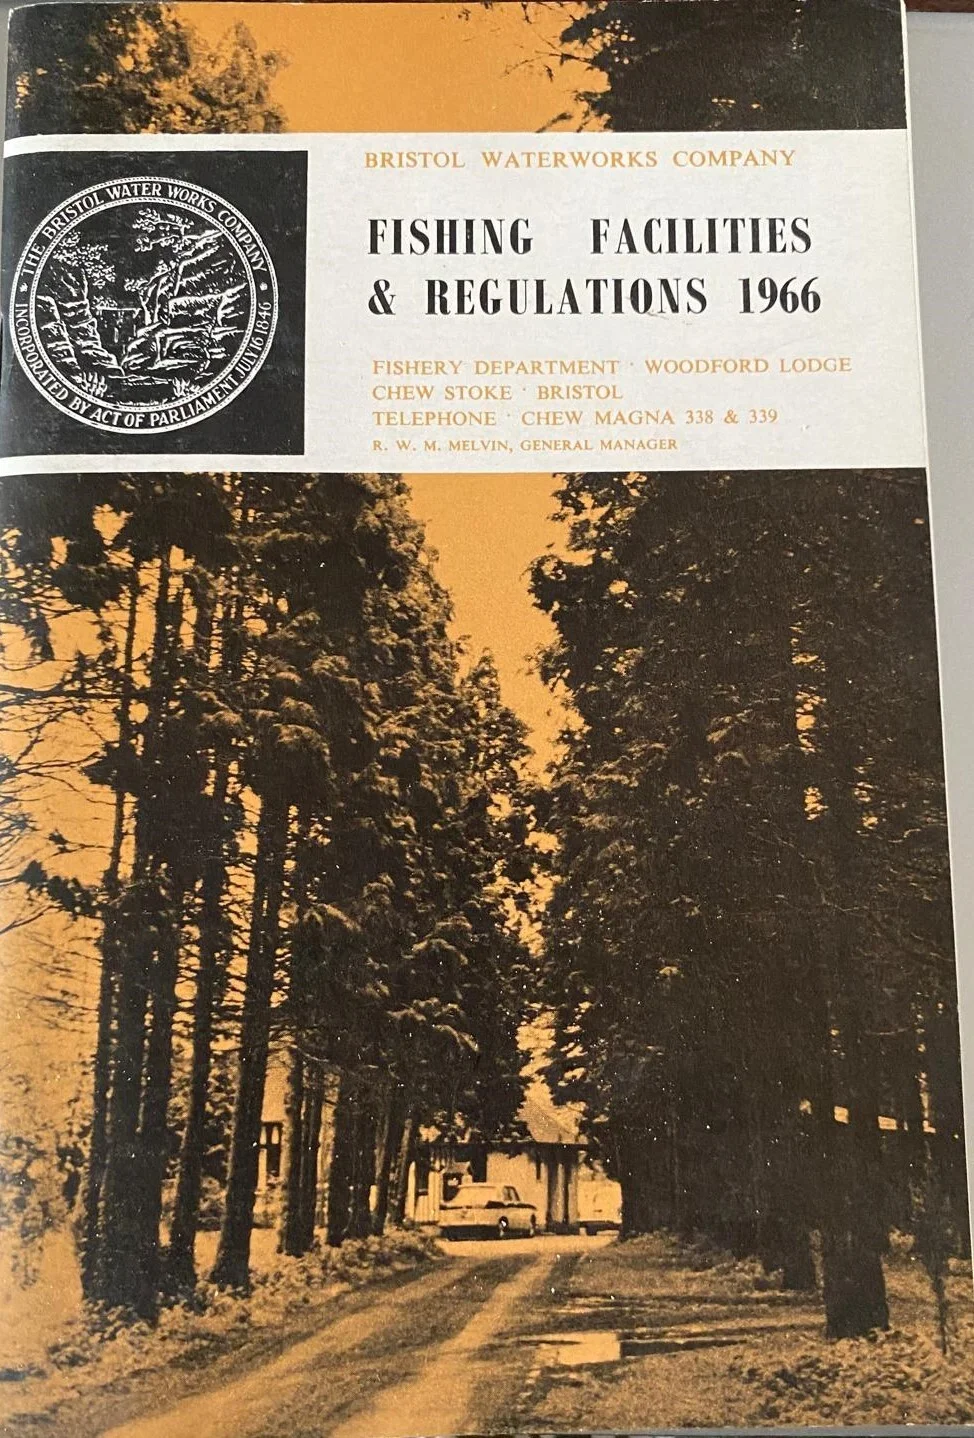 BRISTOL WATERWORKS COMPANY
FISHING FACILITIES
& REGULATIONS 1966
FISHERY DEPARTMENT · WOODFORD LODGE
CHEW STOKE · BRISTOL
TELEPHONE · CHEW MAGNA 338 & 339
R. W. M. MELVIN, GENERAL MANAGER
THE BRISTOL WATER WORKS COMPANY
INCORPORATED BY ACT OF PARLIAMENT JULY 16 1846